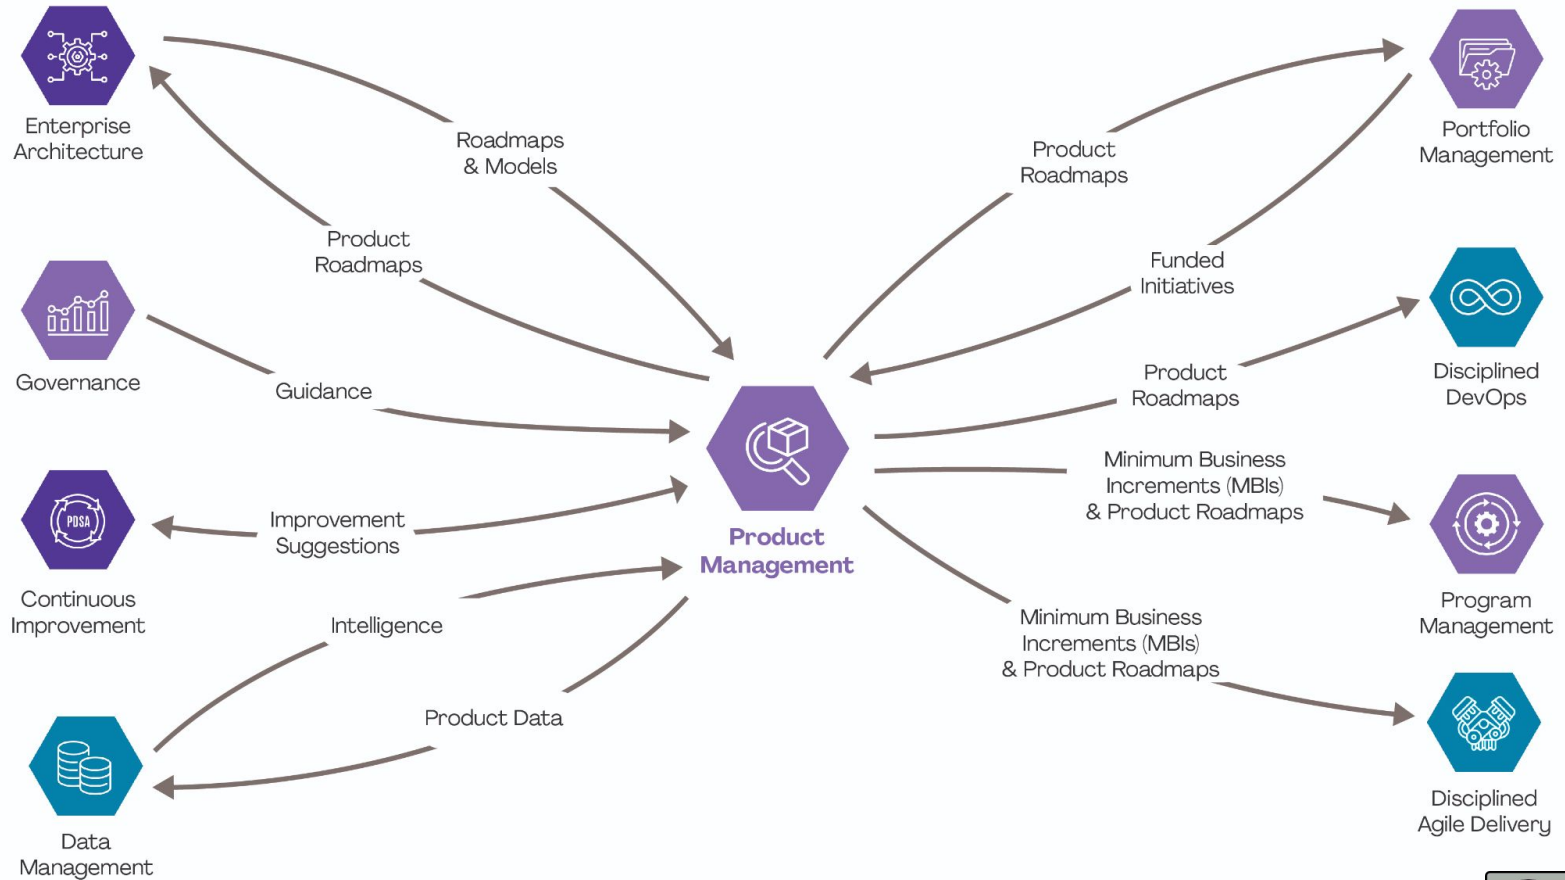 Enterprise
Architecture
Roadmaps
& Models
Product
Roadmaps
Governance
Guidance
PDSA
Continuous
Improvement
Improvement
Suggestions
Intelligence
Product Data
Data
Management
Product
Management
Product
Roadmaps
Portfolio
Management
Funded
Initiatives
Product
Roadmaps
Disciplined
DevOps
Minimum Business
Increments (MBIs)
& Product Roadmaps
Program
Management
Minimum Business
Increments (MBIs)
& Product Roadmaps
Disciplined
Agile Delivery